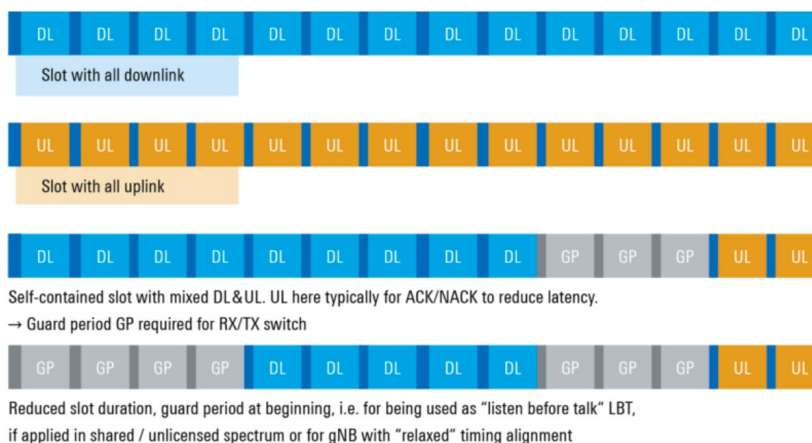 DL DL DL DL DL DL DL DL DL DL DL DL DL DL
Slot with all downlink
UL UL UL UL UL UL UL UL UL UL UL UL UL UL
Slot with all uplink
DL DL DL DL DL DL DL DL DL GP GP GP UL UL
Self-contained slot with mixed DL&UL. UL here typically for ACK/NACK to reduce latency.
→ Guard period GP required for RX/TX switch
GP GP GP GP DL DL DL DL DL GP GP GP UL UL
Reduced slot duration, guard period at beginning, i.e. for being used as “listen before talk“ LBT,
if applied in shared / unlicensed spectrum or for gNB with “relaxed“ timing alignment